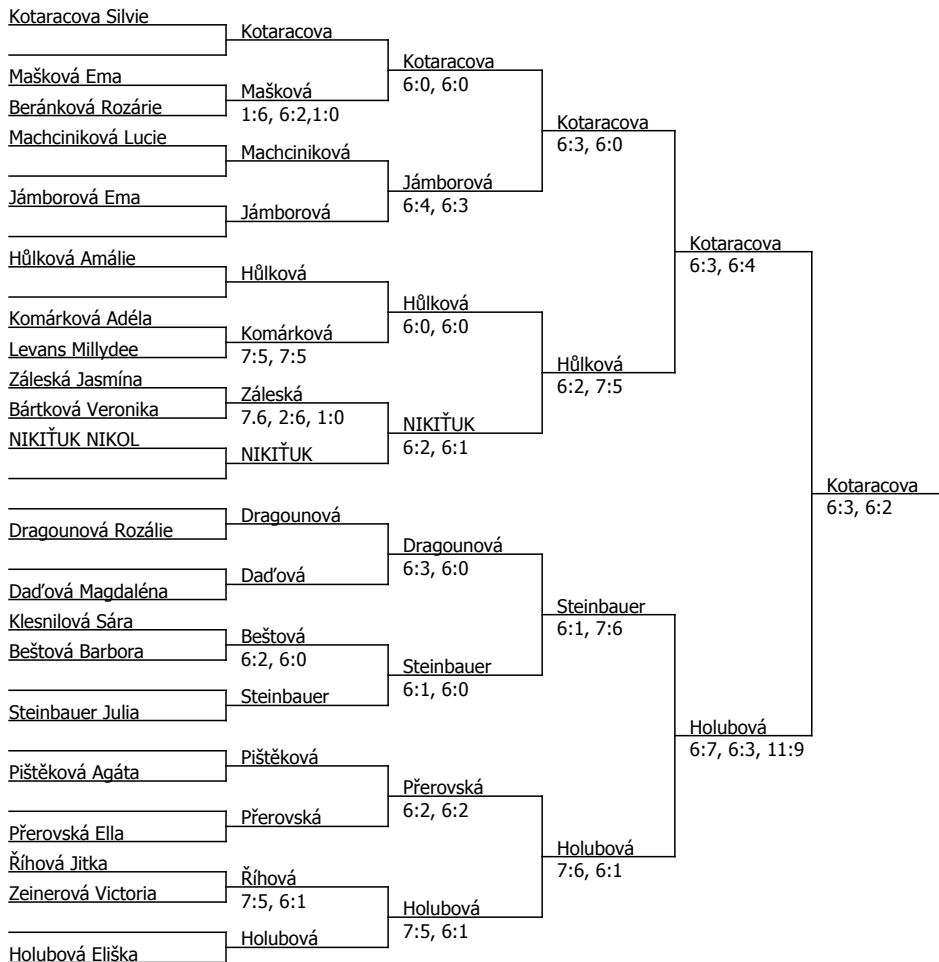 Kotaracova Silvie
Kotaracova
Kotaracova
6:0, 6:0
Mašková Ema
Mašková
1:6, 6:2,1:0
Beránková Rozárie
Kotaracova
6:3, 6:0
Machciniková Lucie
Machciniková
Jámborová
6:4, 6:3
Jámborová Ema
Jámborová
Kotaracova
6:3, 6:4
Hůlková Amálie
Hůlková
Hůlková
6:0, 6:0
Komárková Adéla
Komárková
7:5, 7:5
Levans Millydee
Hůlková
6:2, 7:5
Záleská Jasmína
Záleská
7.6, 2:6, 1:0
Bártková Veronika
NIKIŤUK
6:2, 6:1
NIKIŤUK NIKOL
NIKIŤUK
Kotaracova
6:3, 6:2
Dragounová
Dragounová Rozálie
Dragounová
6:3, 6:0
Daďová
Daďová Magdaléna
Steinbauer
6:1, 7:6
Klesnilová Sára
Beštová
6:2, 6:0
Beštová Barbora
Steinbauer
6:1, 6:0
Steinbauer
Steinbauer Julia
Holubová
6:7, 6:3, 11:9
Pištěková
Pištěková Agáta
Přerovská
6:2, 6:2
Přerovská
Přerovská Ella
Holubová
7:6, 6:1
Říhová Jitka
Říhová
7:5, 6:1
Zeinerová Victoria
Holubová
7:5, 6:1
Holubová
Holubová Eliška